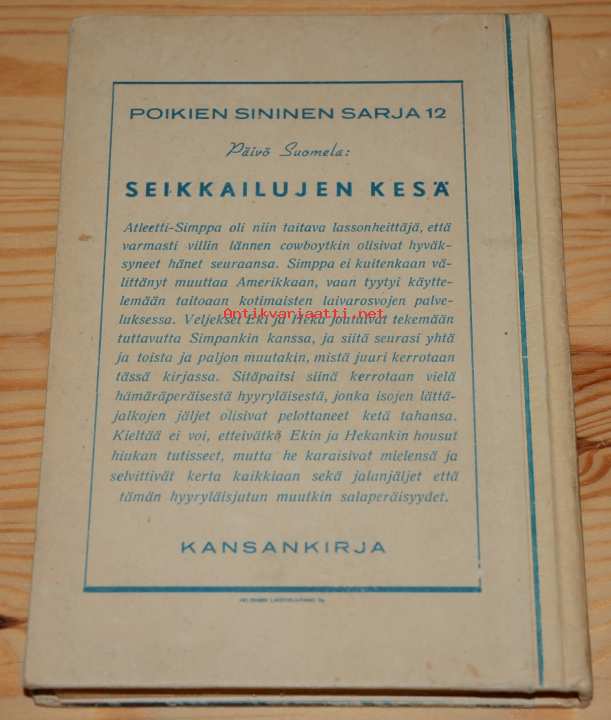 POIKIEN SININEN SARJA 12
Päivö Suomela:
SEIKKAILUJEN KESÄ
Atleetti-Simppa oli niin taitava lassonheittäjä, että
varmasti villin lännen cowboytkin olisivat hyväk-
syneet hänet seuraansa. Simppa ei kuitenkaan vä-
littänyt muuttaa Amerikkaan, vaan tyytyi käytte-
lemään taitoaan kotimaisten laivarosvojen palve-
Antikvariaatti.net
luksessa. Veljekset Eki ja Heka joutuivat tekemään
tuttavutta Simpankin kanssa, ja siitä seurasi yhtä
ja toista ja paljon muutakin, mistä juuri kerrotaan
tässä kirjassa. Sitäpaitsi siinä kerrotaan vielä
hämäräperäisestä hyyryläisestä, jonka isojen lättä-
jalkojen jäljet olisivat pelottaneet ketä tahansa.
Kieltää ei voi, etteivätkö Ekin ja Hekankin housut
hiukan tutisseet, mutta he karaisivat mielensä ja
selvittivät kerta kaikkiaan sekä jalanjäljet että
tämän hyyryläisjutun muutkin salaperäisyydet.
KANSANKIRJA